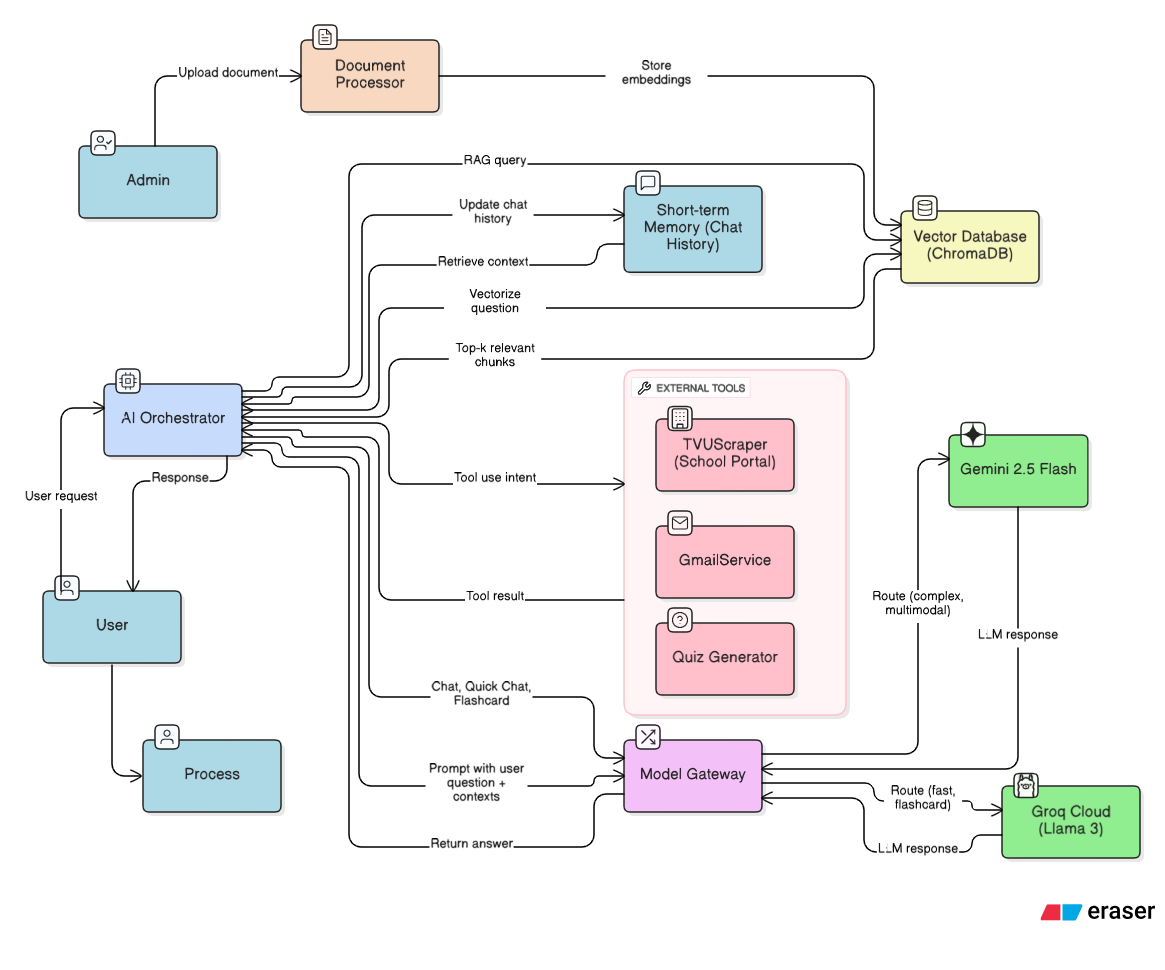 Document
Processor
Upload document
Store
embeddings
Admin
RAG query
Update chat
history
Short-term
Memory (Chat
History)
Retrieve context
Vector Database
(ChromaDB)
Vectorize
question
Top-k relevant
chunks
EXTERNAL TOOLS
AI Orchestrator
TVUScraper
(School Portal)
Gemini 2.5 Flash
Response
Tool use intent
User request
GmailService
Tool result
Route (complex,
multimodal)
User
LLM response
Quiz Generator
Chat, Quick Chat,
Flashcard
Process
Prompt with user
question +
contexts
Model Gateway
Route (fast,
flashcard)
Groq Cloud
(Llama 3)
Return answer
LLM response
eraser